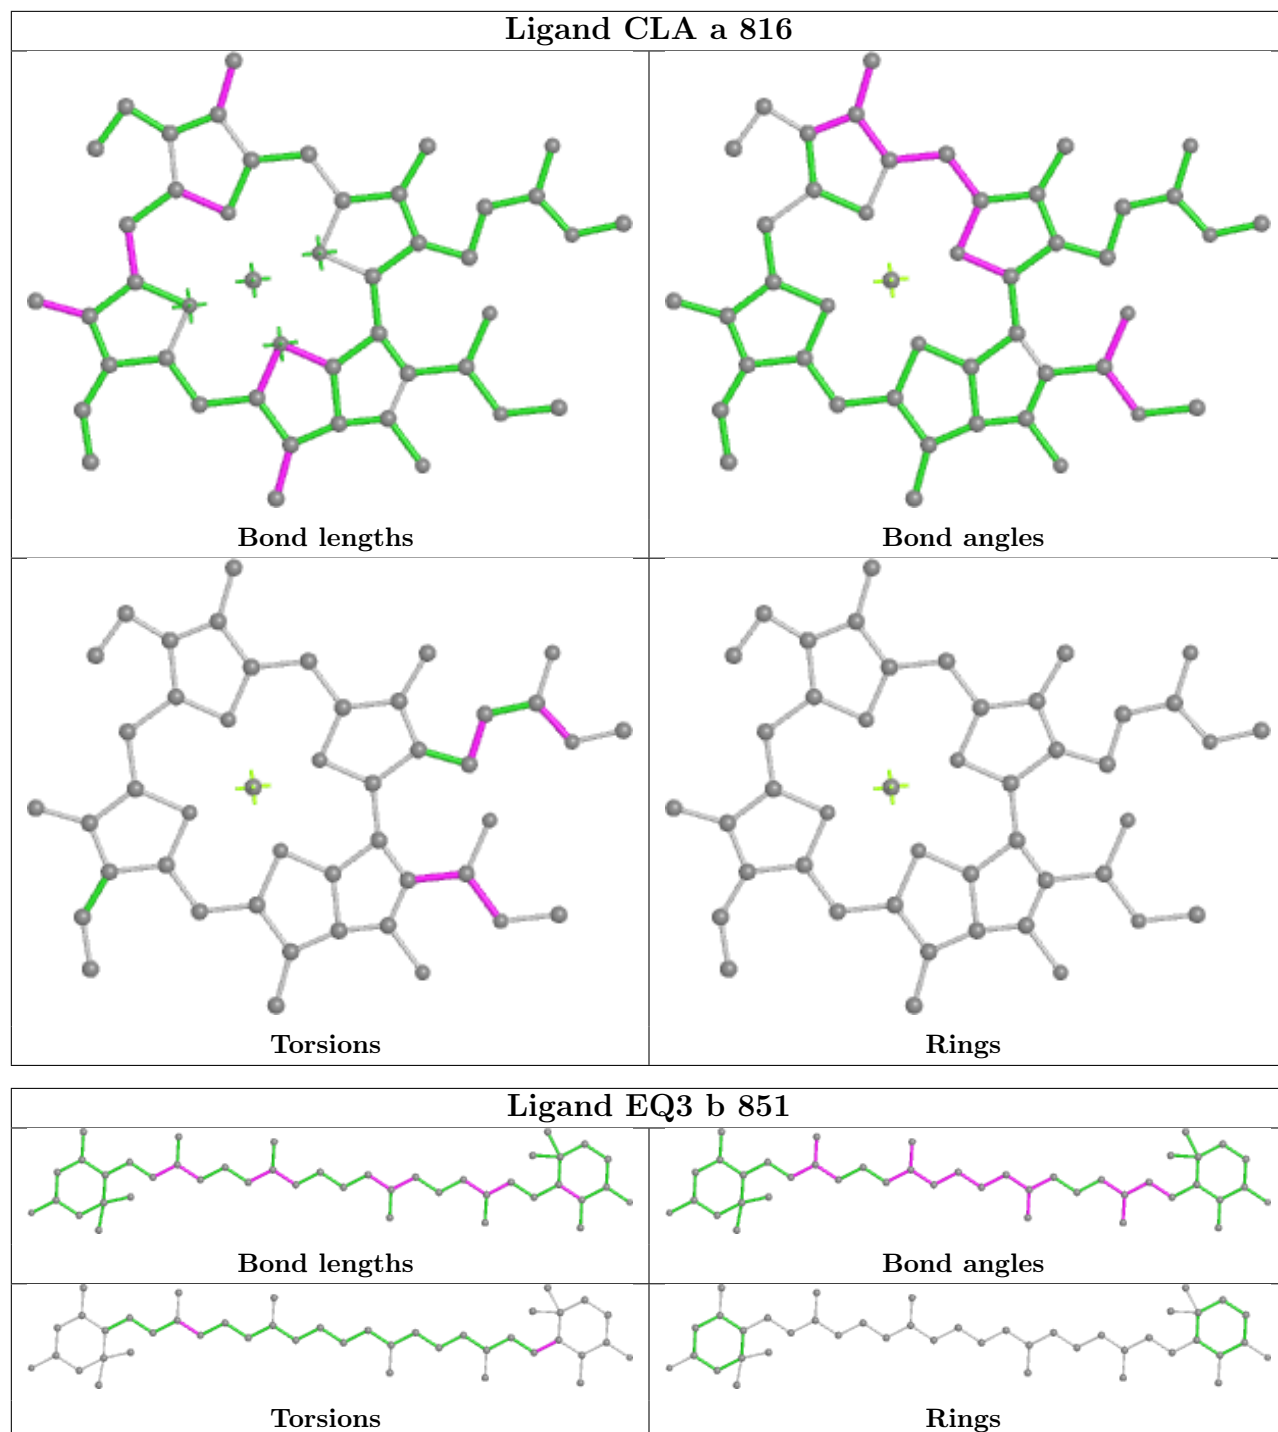 Ligand CLA a 816
Bond lengths
Bond angles
Torsions
Rings
Ligand EQ3 b 851
Bond lengths
Bond angles
Torsions
Rings